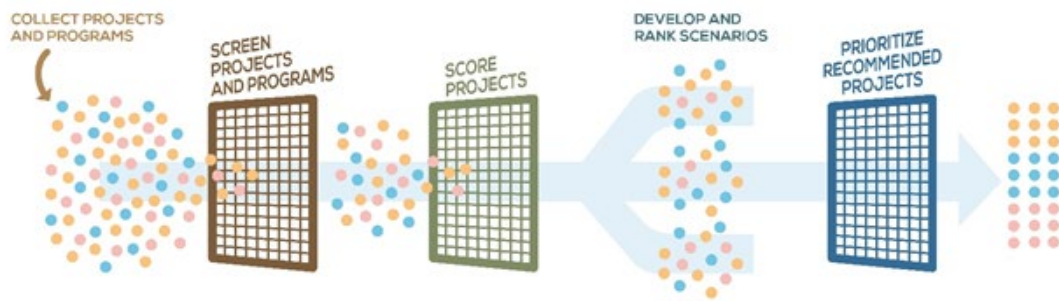 COLLECT PROJECTS
AND PROGRAMS
SCREEN
PROJECTS
AND PROGRAMS
SCORE
PROJECTS
DEVELOP AND
RANK SCENARIOS
PRIORITIZE
RECOMMENDED
PROJECTS